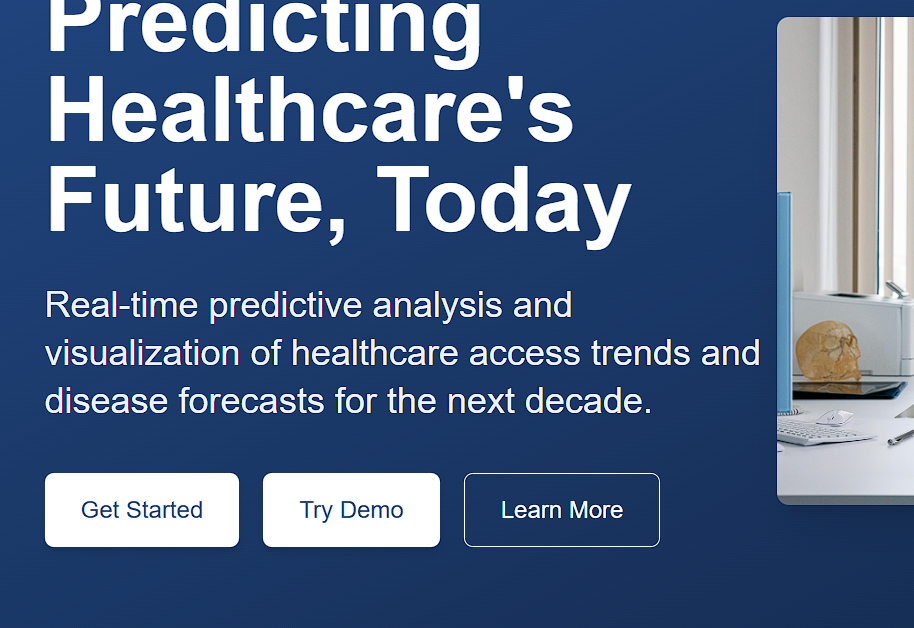 Predicting
Healthcare's
Future, Today
Real-time predictive analysis and
visualization of healthcare access trends and
disease forecasts for the next decade.
Get Started
Try Demo
Learn More